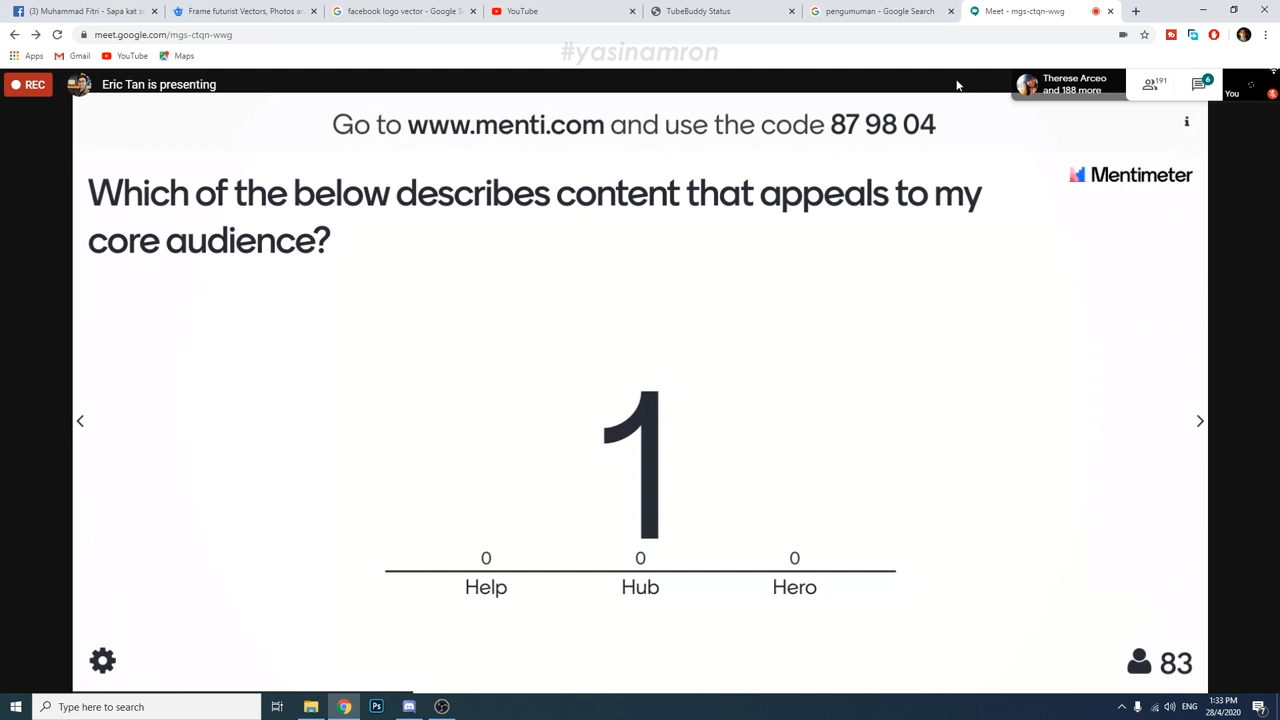 (3) Muhammad Fitri - Sapa kat s
Frame futurist Vectors, Photos an
facebook logo vector - Google Se
YouTube
TubeBuddy Status
pengumuman - Google Search
Meet - mgs-ctqn-wwg
meet.google.com/mgs-ctqn-wwg
Apps
Gmail
YouTube
Maps
#yasinamron
REC
Eric Tan is presenting
Therese Arceo
and 188 more
191
6
You
Go to www.menti.com and use the code 87 98 04
i
Which of the below describes content that appeals to my
core audience?
Mentimeter
1
0 0 0
Help Hub Hero
83
Type here to search
Ps
ENG
1:33 PM
28/4/2020
7